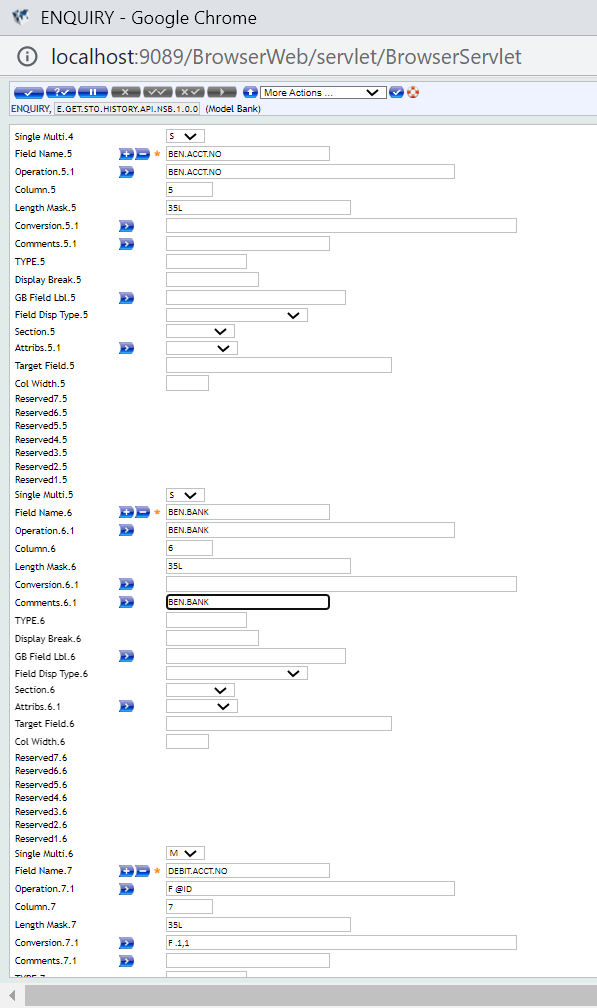 ENQUIRY - Google Chrome
localhost:9089/BrowserWeb/servlet/BrowserServlet
More Actions ...
ENQUIRY, E.GET.STO.HISTORY.API.NSB.1.0.0 (Model Bank)
Single Multi.4 S
Field Name.5 * BEN.ACCT.NO
Operation.5.1 BEN.ACCT.NO
Column.5 5
Length Mask.5 35L
Conversion.5.1
Comments.5.1
TYPE.5
Display Break.5
GB Field Lbl.5
Field Disp Type.5
Section.5
Attribs.5.1
Target Field.5
Col Width.5
Reserved7.5
Reserved6.5
Reserved5.5
Reserved4.5
Reserved3.5
Reserved2.5
Reserved1.5
Single Multi.5 S
Field Name.6 * BEN.BANK
Operation.6.1 BEN.BANK
Column.6 6
Length Mask.6 35L
Conversion.6.1
Comments.6.1 BEN.BANK
TYPE.6
Display Break.6
GB Field Lbl.6
Field Disp Type.6
Section.6
Attribs.6.1
Target Field.6
Col Width.6
Reserved7.6
Reserved6.6
Reserved5.6
Reserved4.6
Reserved3.6
Reserved2.6
Reserved1.6
Single Multi.6 M
Field Name.7 * DEBIT.ACCT.NO
Operation.7.1 F @ID
Column.7 7
Length Mask.7 35L
Conversion.7.1 F .1,1
Comments.7.1
TYPE.7